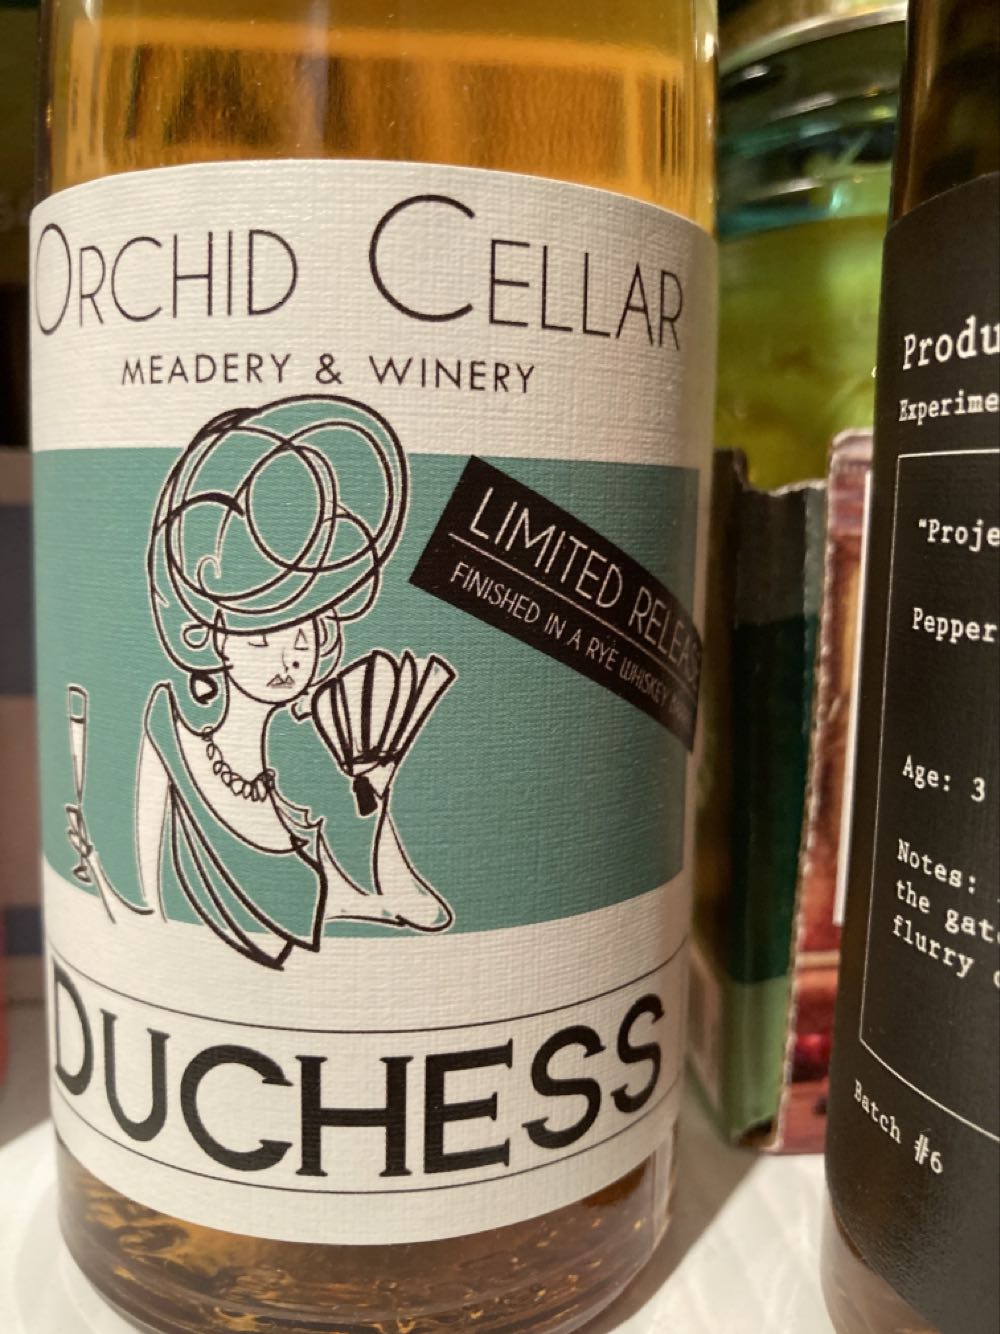 ORCHID CELLAR
MEADERY & WINERY
LIMITED RELEAS
FINISHED IN A RYE WHISKEY
DUCHESS
Produ
Experime
"Proje
Pepper
Age: 3
Notes:
the gat
flurry
Batch #6